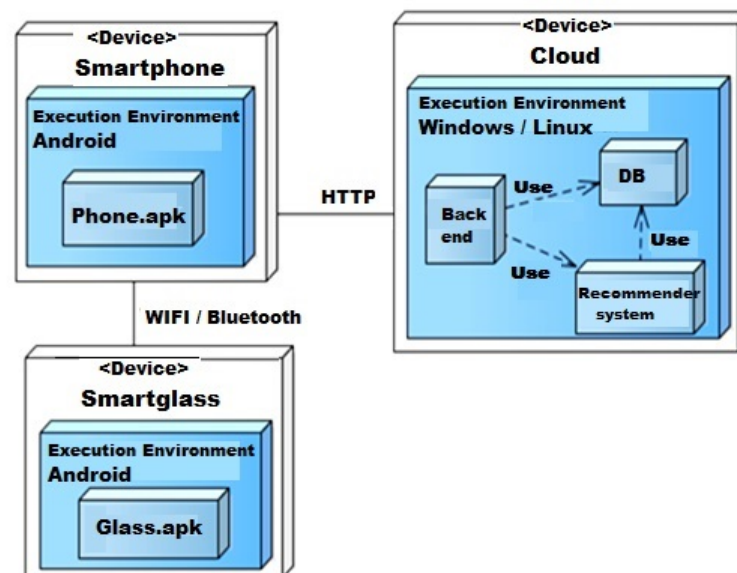 <Device>
Smartphone
Execution Environment
Android
Phone.apk
HTTP
WIFI / Bluetooth
<Device>
Smartglass
Execution Environment
Android
Glass.apk
<Device>
Cloud
Execution Environment
Windows / Linux
Back
end
Use
DB
Use
Use
Recommender
system